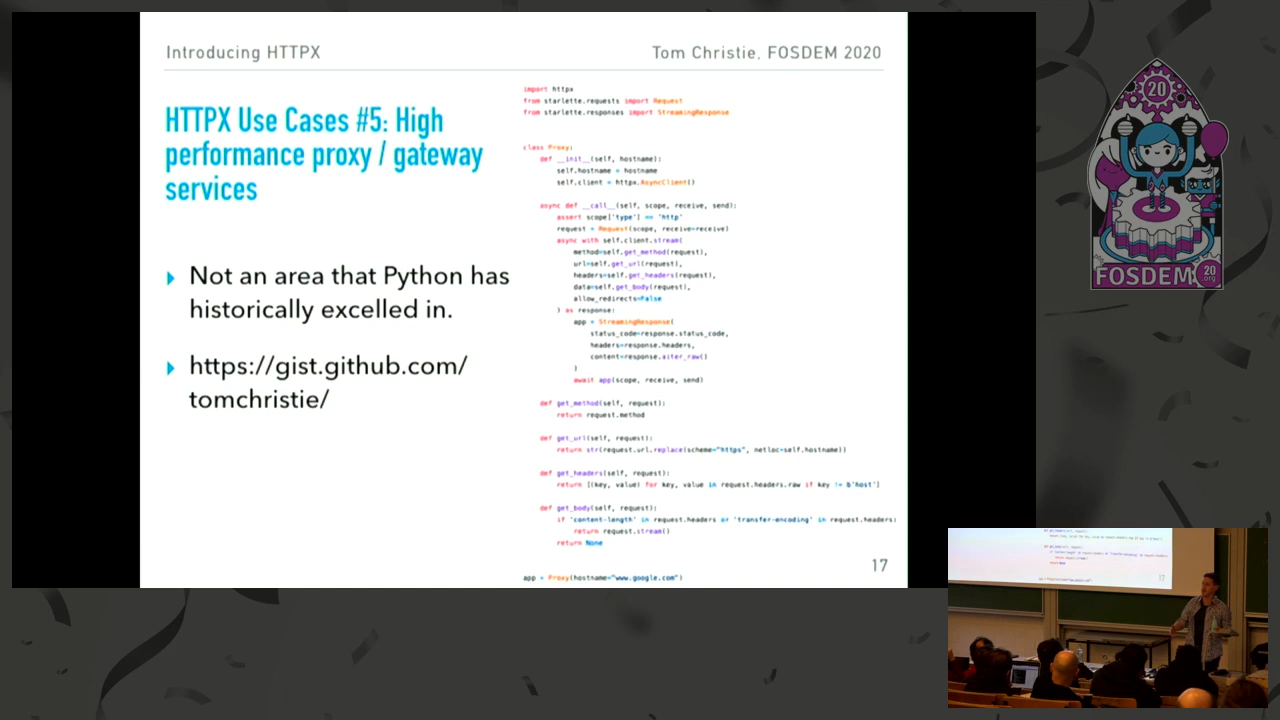 Introducing HTTPX
Tom Christie, FOSDEM 2020
HTTPX Use Cases #5: High
performance proxy / gateway
services
Not an area that Python has
historically excelled in.
https://gist.github.com/
tomchristie/
import httpx
from starlette.requests import Request
from starlette.responses import StreamingResponse
class Proxy:
def __init__(self, hostname):
self.hostname = hostname
self.client = httpx.AsyncClient()
async def __call__(self, scope, receive, send):
assert scope['type'] == 'http'
request = Request(scope, receive=receive)
async with self.client.stream(
method=self.get_method(request),
url=self.get_url(request),
headers=self.get_headers(request),
data=self.get_body(request),
allow_redirects=False
) as response:
app = StreamingResponse(
status_code=response.status_code,
headers=response.headers,
content=response.aiter_raw()
)
await app(scope, receive, send)
def get_method(self, request):
return request.method
def get_url(self, request):
return str(request.url.replace(scheme="https", netloc=self.hostname))
def get_headers(self, request):
return [(key, value) for key, value in request.headers.raw if key != b'host']
def get_body(self, request):
if 'content-length' in request.headers or 'transfer-encoding' in request.headers:
return request.stream()
return None
app = Proxy(hostname="www.google.com")
17
20
FOSDEM
20
.org
17